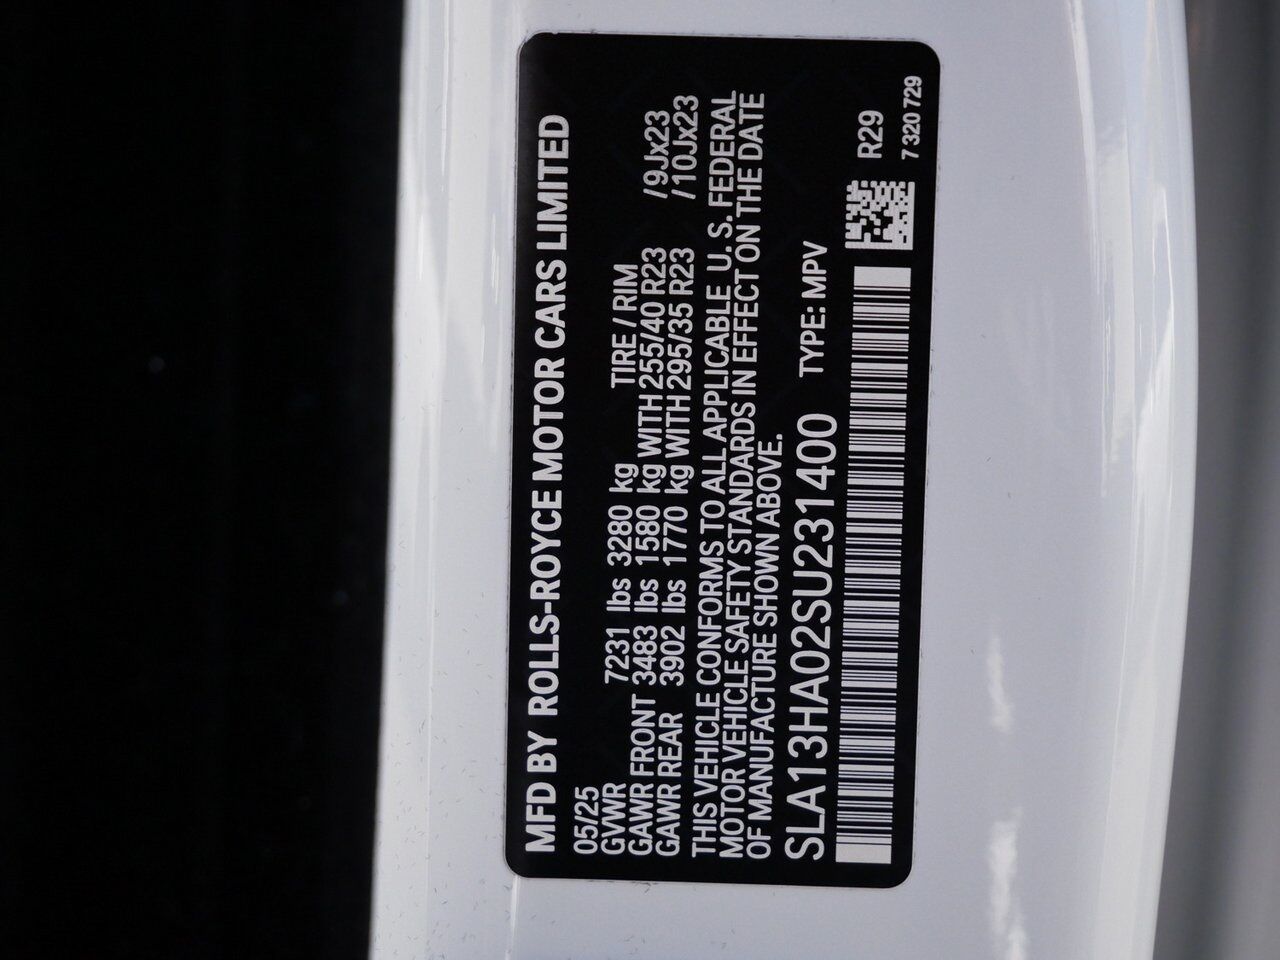 MFD BY ROLLS-ROYCE MOTOR CARS LIMITED
05/25
GVWR 7231 lbs 3280 kg TIRE / RIM
GAWR FRONT 3483 lbs 1580 kg WITH 255/40 R23 / 9Jx23
GAWR REAR 3902 lbs 1770 kg WITH 295/35 R23 / 10Jx23
THIS VEHICLE CONFORMS TO ALL APPLICABLE U. S. FEDERAL
MOTOR VEHICLE SAFETY STANDARDS IN EFFECT ON THE DATE
OF MANUFACTURE SHOWN ABOVE.
SLA13HA02SU231400 TYPE: MPV
R29
7 320 729